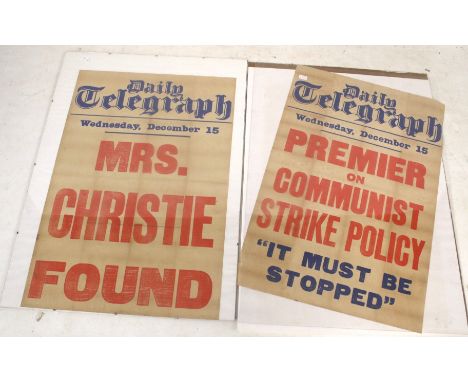 Daily
Telegraph
Wednesday, December 15
MRS.
CHRISTIE
FOUND
Daily
Telegraph
Wednesday, December 15
PREMIER
ON
COMMUNIST
STRIKE POLICY
"IT MUST BE
STOPPED"